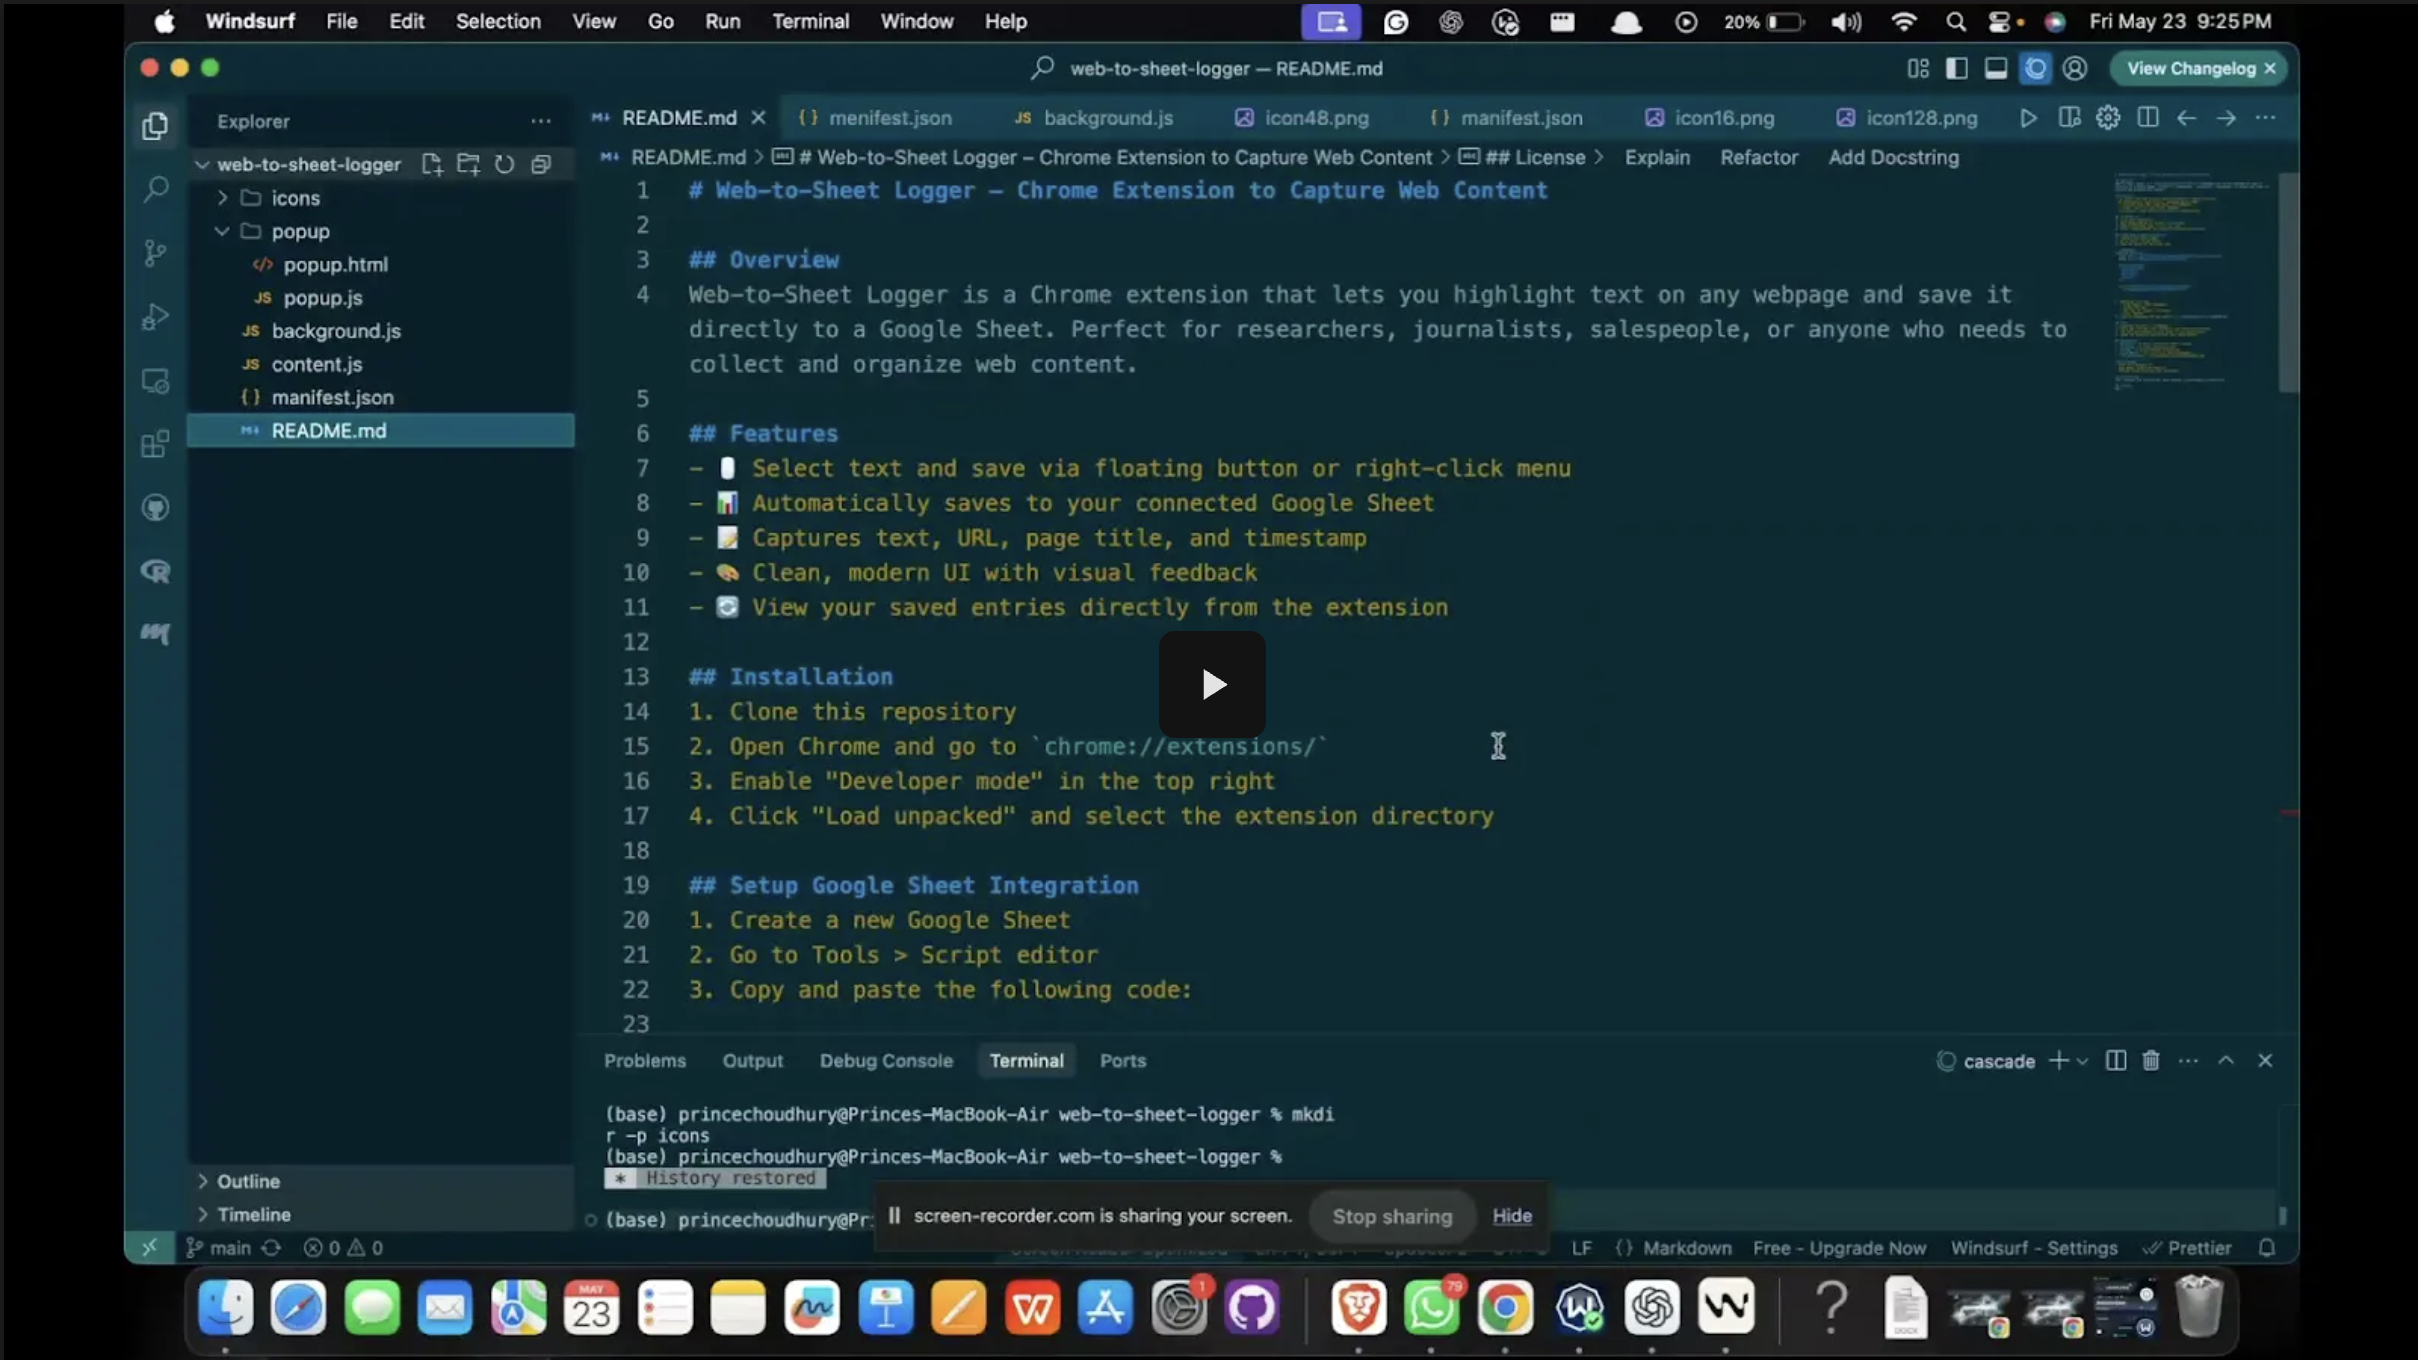 Windsurf File Edit Selection View Go Run Terminal Window Help 20% Fri May 23 9:25 PM
web-to-sheet-logger — README.md View Changelog
Explorer
README.md menifest.json background.js icon48.png manifest.json icon16.png icon128.png
README.md > # Web-to-Sheet Logger – Chrome Extension to Capture Web Content > ## License > Explain Refactor Add Docstring
web-to-sheet-logger
icons
popup
popup.html
popup.js
background.js
content.js
manifest.json
README.md
Outline
Timeline
1 # Web-to-Sheet Logger – Chrome Extension to Capture Web Content
2
3 ## Overview
4 Web-to-Sheet Logger is a Chrome extension that lets you highlight text on any webpage and save it
directly to a Google Sheet. Perfect for researchers, journalists, salespeople, or anyone who needs to
collect and organize web content.
5
6 ## Features
7 - Select text and save via floating button or right-click menu
8 - 📊 Automatically saves to your connected Google Sheet
9 - 📝 Captures text, URL, page title, and timestamp
10 - 🎨 Clean, modern UI with visual feedback
11 - 🔄 View your saved entries directly from the extension
12
13 ## Installation
14 1. Clone this repository
15 2. Open Chrome and go to `chrome://extensions/`
16 3. Enable "Developer mode" in the top right
17 4. Click "Load unpacked" and select the extension directory
18
19 ## Setup Google Sheet Integration
20 1. Create a new Google Sheet
21 2. Go to Tools > Script editor
22 3. Copy and paste the following code:
23
Problems Output Debug Console Terminal Ports cascade
(base) princechoudhury@Princes-MacBook-Air web-to-sheet-logger % mkdi
r -p icons
(base) princechoudhury@Princes-MacBook-Air web-to-sheet-logger %
* History restored
(base) princechoudhury@Pr
screen-recorder.com is sharing your screen. Stop sharing Hide
main 0 0 LF {} Markdown Free - Upgrade Now Windsurf - Settings Prettier
MAY
23
1
79
DOCX